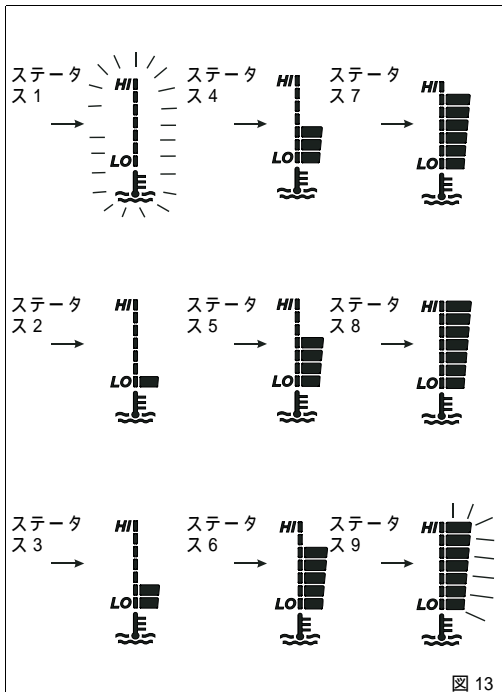 ステータ
ス 1
HI
LO
ステータ
ス 4
HI
LO
ステータ
ス 7
HI
LO
ステータ
ス 2
HI
LO
ステータ
ス 5
HI
LO
ステータ
ス 8
HI
LO
ステータ
ス 3
HI
LO
ステータ
ス 6
HI
LO
ステータ
ス 9
HI
LO
図 13